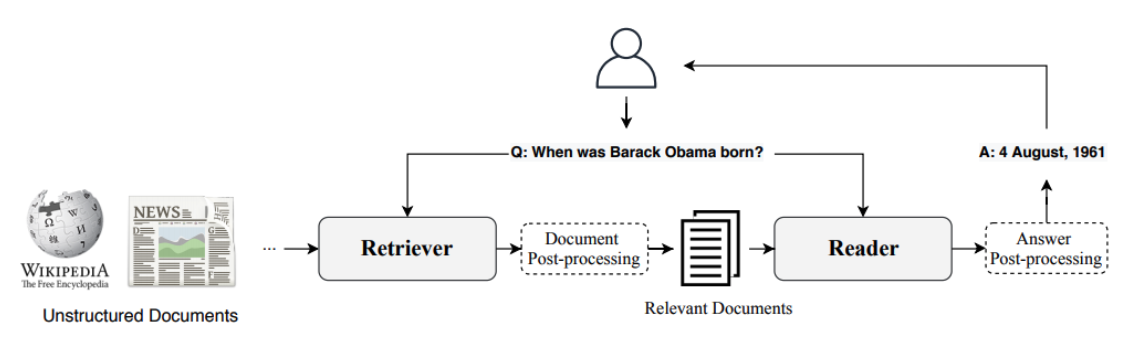 Q: When was Barack Obama born?
A: 4 August, 1961
NEWS
D
G
Ω
W
И
維
WIKIPEDIA
The Free Encyclopedia
Unstructured Documents
...
Retriever
Document
Post-processing
Relevant Documents
Reader
Answer
Post-processing